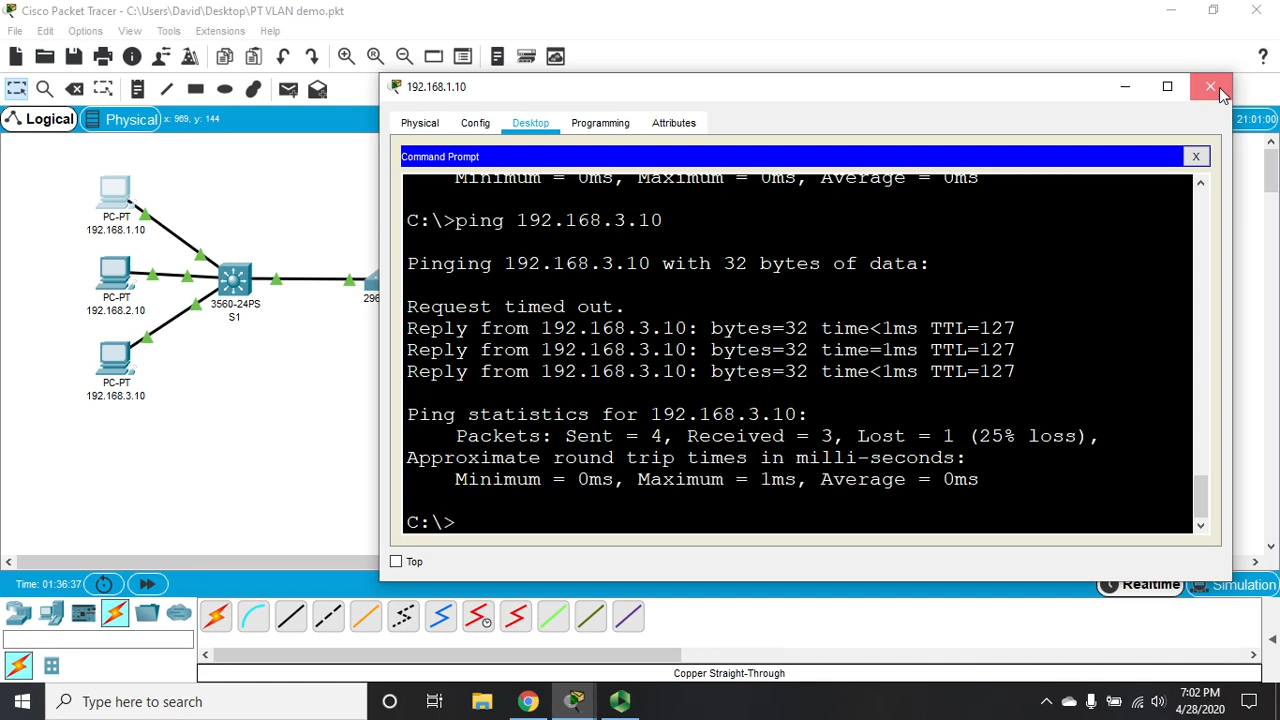 Cisco Packet Tracer - C:\Users\David\Desktop\PT VLAN demo.pkt
File Edit Options View Tools Extensions Help
?
Logical Physical x: 969, y: 144
21:01:00
192.168.1.10
Physical Config Desktop Programming Attributes
Command Prompt
X
Minimum = 0ms, Maximum = 0ms, Average = 0ms
C:\>ping 192.168.3.10
Pinging 192.168.3.10 with 32 bytes of data:
Request timed out.
Reply from 192.168.3.10: bytes=32 time<1ms TTL=127
Reply from 192.168.3.10: bytes=32 time=1ms TTL=127
Reply from 192.168.3.10: bytes=32 time<1ms TTL=127
Ping statistics for 192.168.3.10:
Packets: Sent = 4, Received = 3, Lost = 1 (25% loss),
Approximate round trip times in milli-seconds:
Minimum = 0ms, Maximum = 1ms, Average = 0ms
C:\>
Top
PC-PT
192.168.1.10
PC-PT
192.168.2.10
PC-PT
192.168.3.10
3560-24PS
S1
296
Time: 01:36:37
Realtime
Simulation
Copper Straight-Through
Type here to search
7:02 PM
4/28/2020